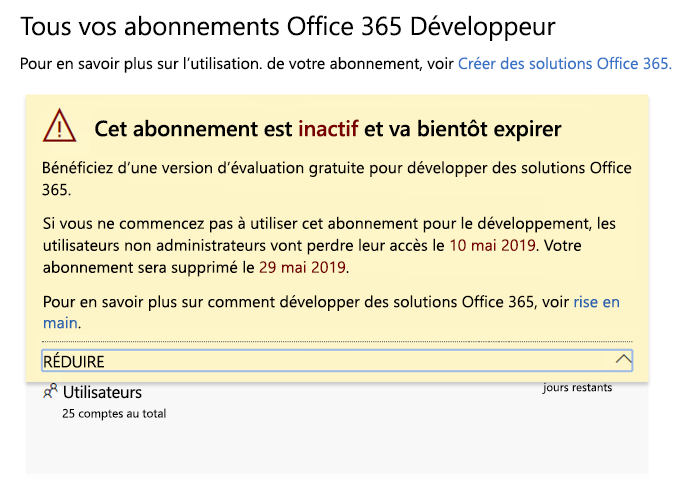 Tous vos abonnements Office 365 Développeur
Pour en savoir plus sur l’utilisation. de votre abonnement, voir Créer des solutions Office 365.
Cet abonnement est inactif et va bientôt expirer
Bénéficiez d’une version d’évaluation gratuite pour développer des solutions Office
365.
Si vous ne commencez pas à utiliser cet abonnement pour le développement, les
utilisateurs non administrateurs vont perdre leur accès le 10 mai 2019. Votre
abonnement sera supprimé le 29 mai 2019.
Pour en savoir plus sur comment développer des solutions Office 365, voir rise en
main.
RÉDUIRE
Utilisateurs
jours restants
25 comptes au total